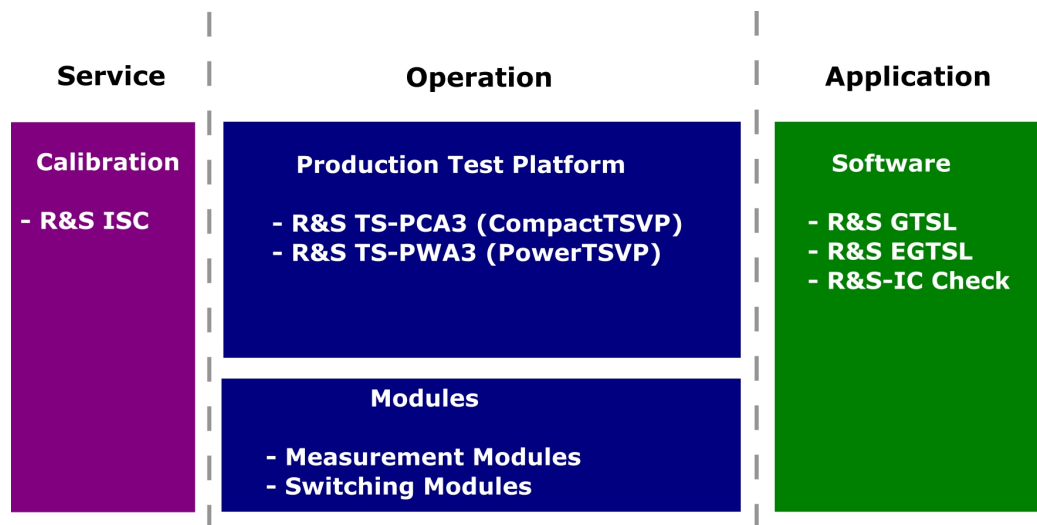 Service
Operation
Application
Calibration
- R&S ISC
Production Test Platform
- R&S TS-PCA3 (CompactTSVP)
- R&S TS-PWA3 (PowerTSVP)
Modules
- Measurement Modules
- Switching Modules
Software
- R&S GTSL
- R&S EGTSL
- R&S-IC Check